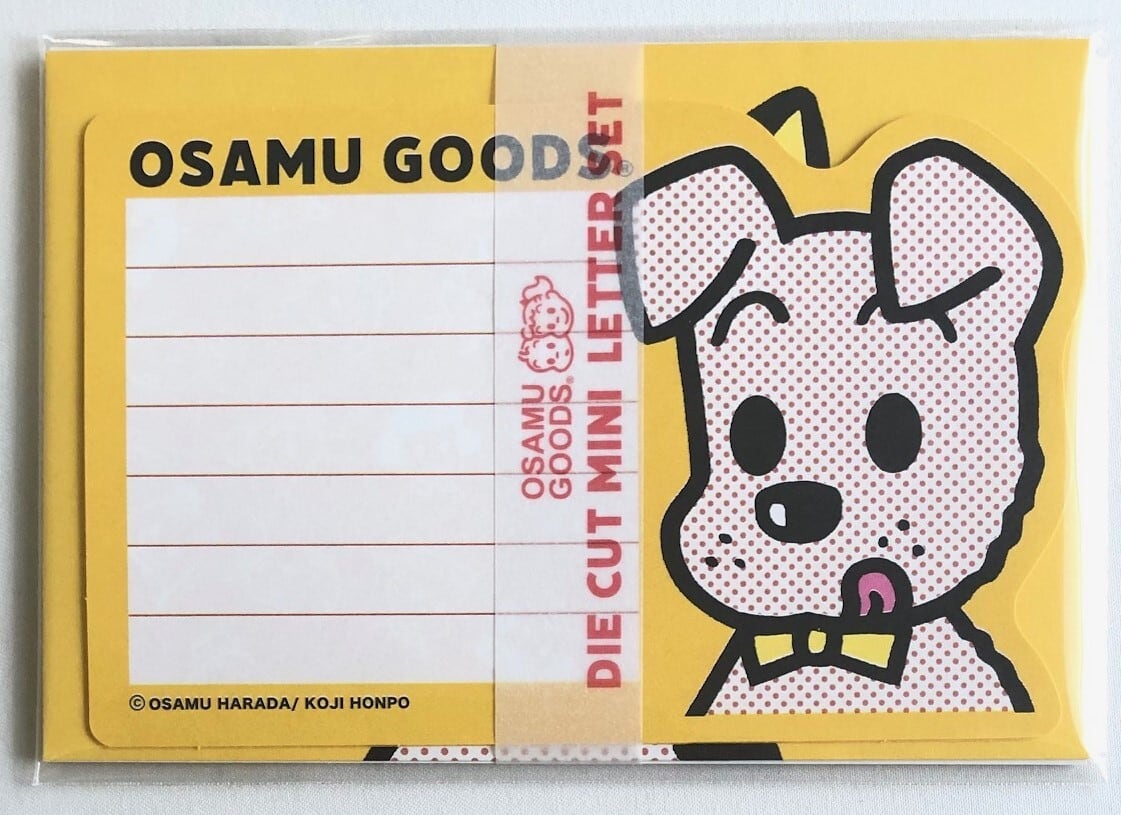 OSAMU GOODS®
OSAMU
GOODS®
DIE CUT MINI LETTER SET
© OSAMU HARADA/ KOJI HONPO